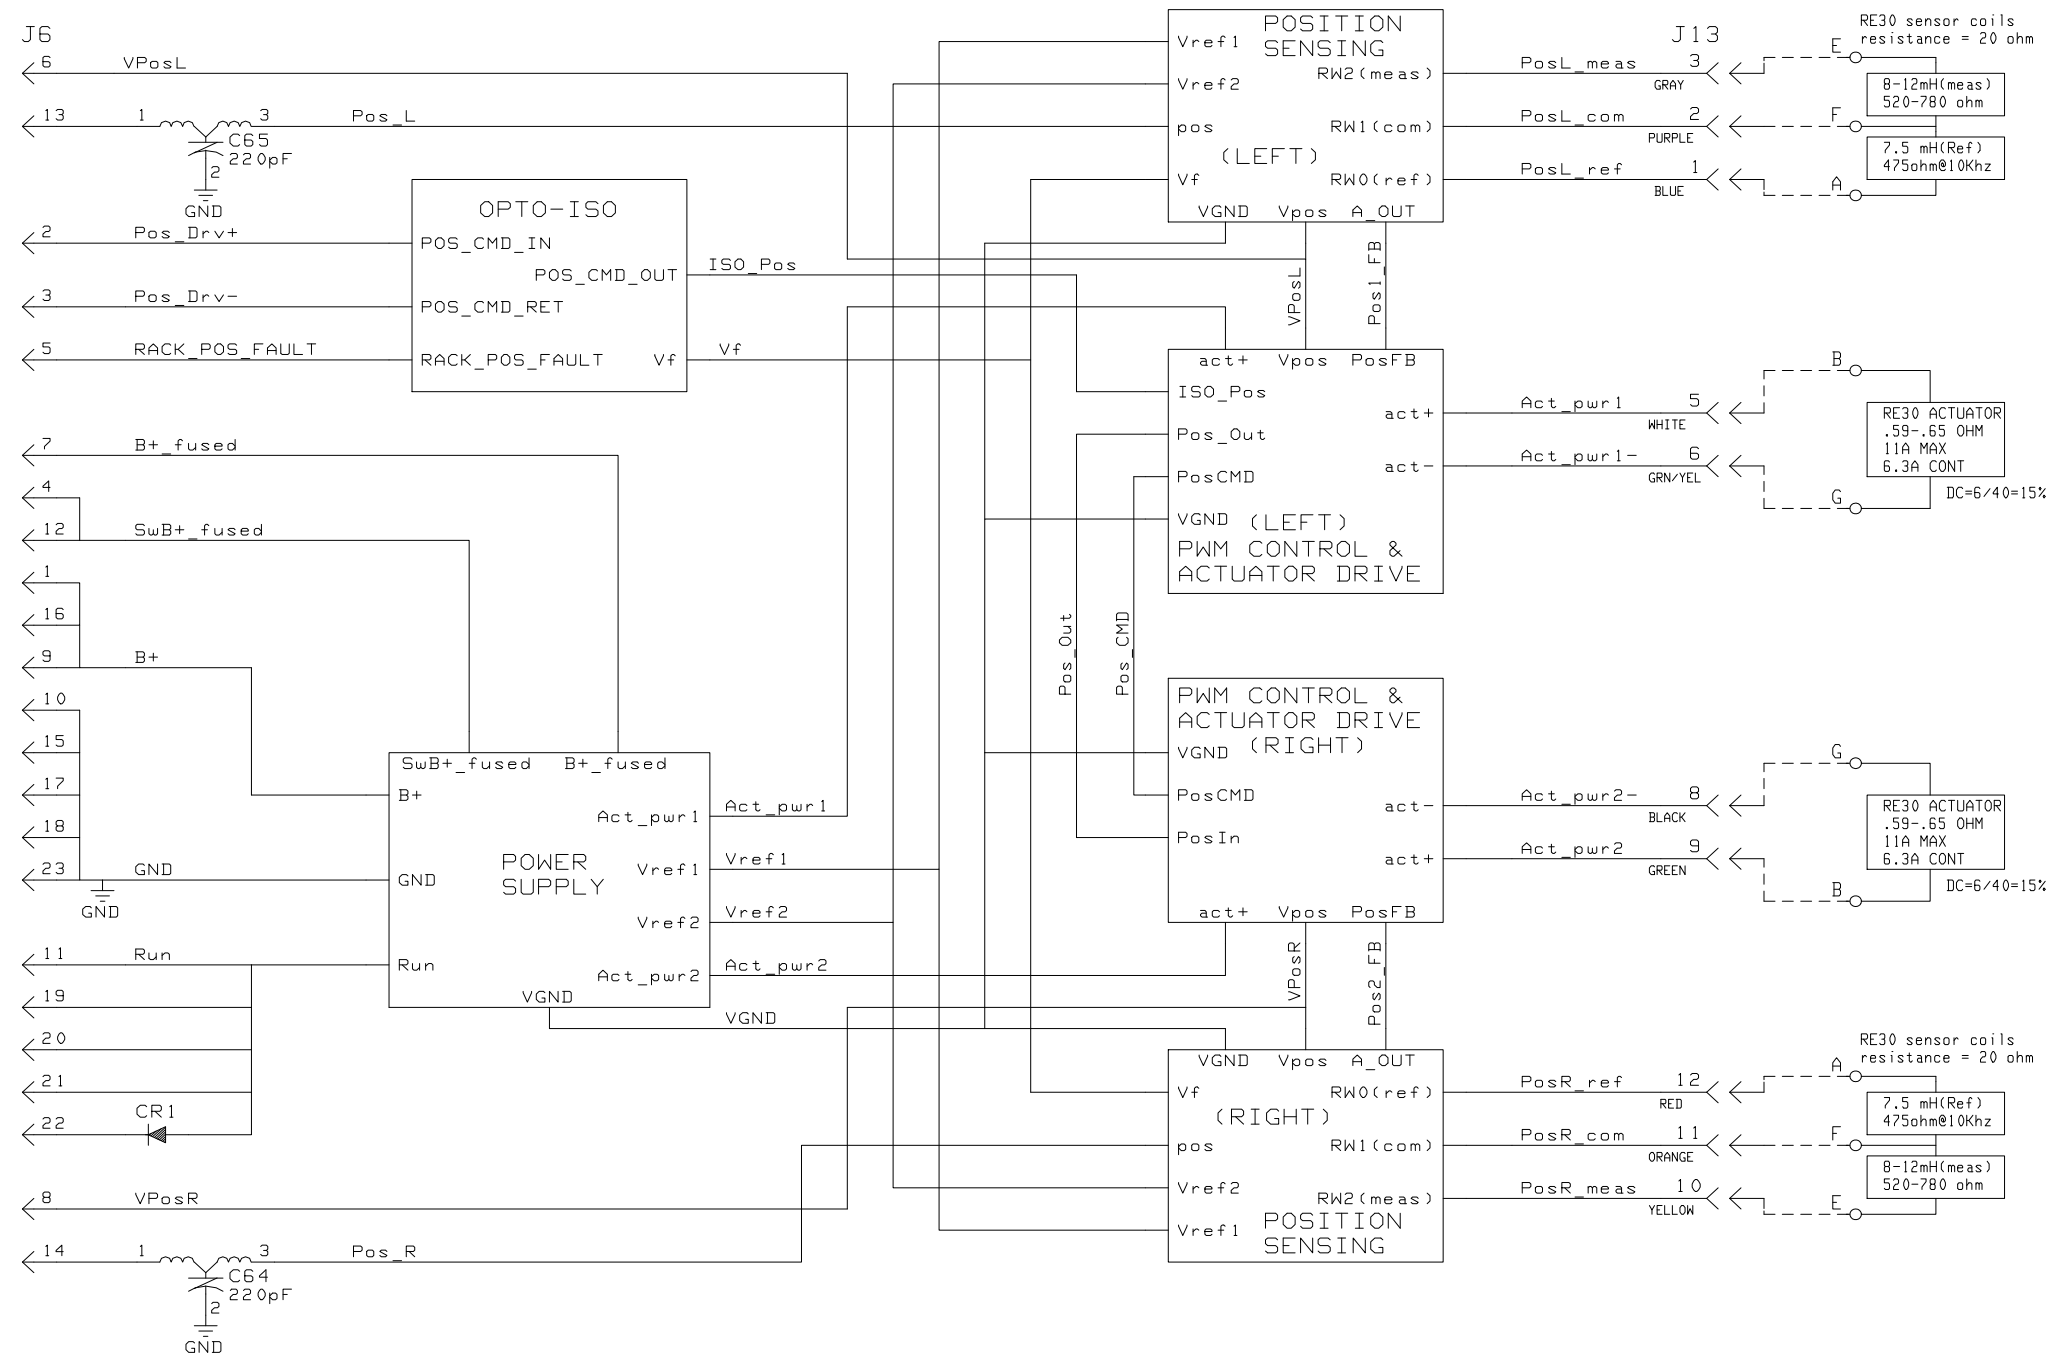 J6
6 VPosL
13 1 3 Pos_L
C65
220pF
2
GND
2 Pos_Drv+
3 Pos_Drv-
5 RACK_POS_FAULT
7 B+_fused
4
12 SwB+_fused
1
16
9 B+
10
15
17
18
23 GND
GND
11 Run
19
20
21
22 CR1
8 VPosR
14 1 3 Pos_R
C64
220pF
2
GND
OPTO-ISO
POS_CMD_IN
POS_CMD_OUT
POS_CMD_RET
RACK_POS_FAULT Vf
ISO_Pos
Vf
SwB+_fused B+_fused
B+
Act_pwr1
POWER
SUPPLY
Vref1
GND
Vref2
Run
Act_pwr2
VGND
Act_pwr1
Vref1
Vref2
Act_pwr2
VGND
POSITION
SENSING
Vref1
RW2(meas)
Vref2
pos RW1(com)
(LEFT)
Vf RW0(ref)
VGND Vpos A_OUT
VPosL
Pos1_FB
act+ Vpos PosFB
ISO_Pos
act+
Pos_Out
act-
PosCMD
VGND (LEFT)
PWM CONTROL &
ACTUATOR DRIVE
Pos_Out
Pos_CMD
PWM CONTROL &
ACTUATOR DRIVE
(RIGHT)
VGND
PosCMD act-
PosIn
act+
act+ Vpos PosFB
VPosR
Pos2_FB
VGND Vpos A_OUT
Vf RW0(ref)
(RIGHT)
pos RW1(com)
Vref2
RW2(meas)
Vref1
POSITION
SENSING
J13
PosL_meas 3
GRAY
PosL_com 2
PURPLE
PosL_ref 1
BLUE
Act_pwr1 5
WHITE
Act_pwr1- 6
GRN/YEL
Act_pwr2- 8
BLACK
Act_pwr2 9
GREEN
PosR_ref 12
RED
PosR_com 11
ORANGE
PosR_meas 10
YELLOW
RE30 sensor coils
resistance = 20 ohm
E
8-12mH(meas)
520-780 ohm
F
7.5 mH(Ref)
475ohm@10Khz
A
B
RE30 ACTUATOR
.59-.65 OHM
11A MAX
6.3A CONT
G
DC=6/40=15%
G
RE30 ACTUATOR
.59-.65 OHM
11A MAX
6.3A CONT
DC=6/40=15%
B
RE30 sensor coils
resistance = 20 ohm
A
7.5 mH(Ref)
475ohm@10Khz
F
8-12mH(meas)
520-780 ohm
E